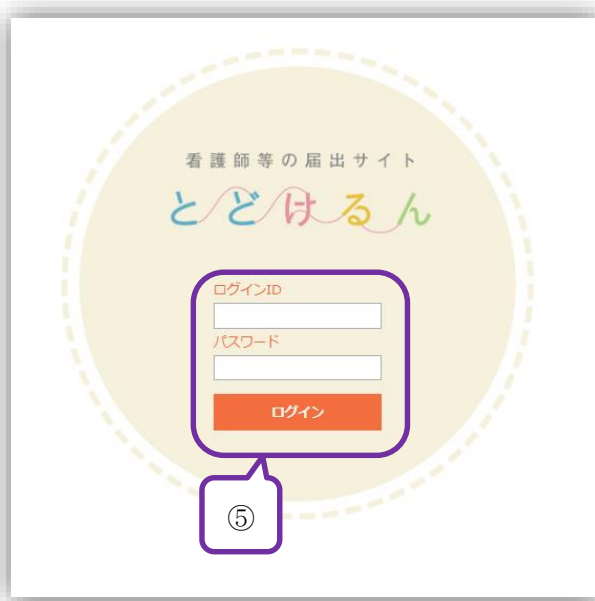 看護師等の届出サイト
とどけるん
ログインID
パスワード
ログイン
⑤